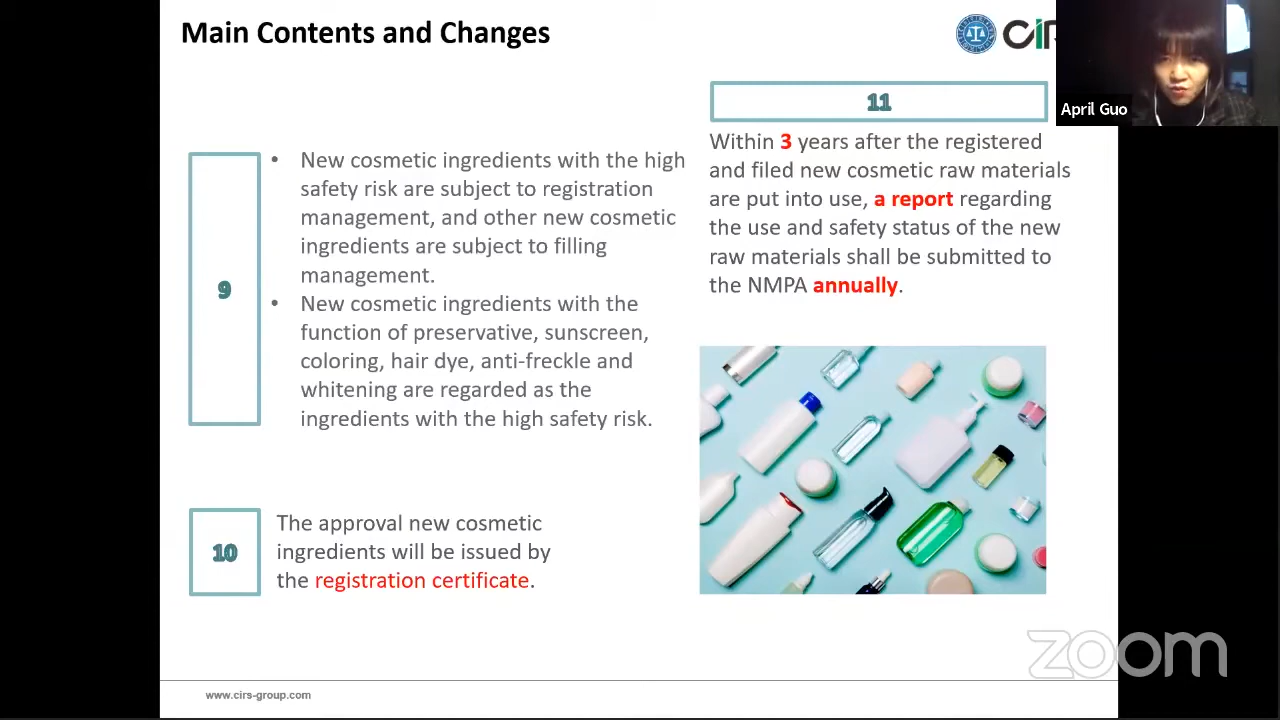 Main Contents and Changes
CIR
April Guo
9
• New cosmetic ingredients with the high
safety risk are subject to registration
management, and other new cosmetic
ingredients are subject to filling
management.
• New cosmetic ingredients with the
function of preservative, sunscreen,
coloring, hair dye, anti-freckle and
whitening are regarded as the
ingredients with the high safety risk.
10
The approval new cosmetic
ingredients will be issued by
the registration certificate.
11
Within 3 years after the registered
and filed new cosmetic raw materials
are put into use, a report regarding
the use and safety status of the new
raw materials shall be submitted to
the NMPA annually.
www.cirs-group.com
zoom